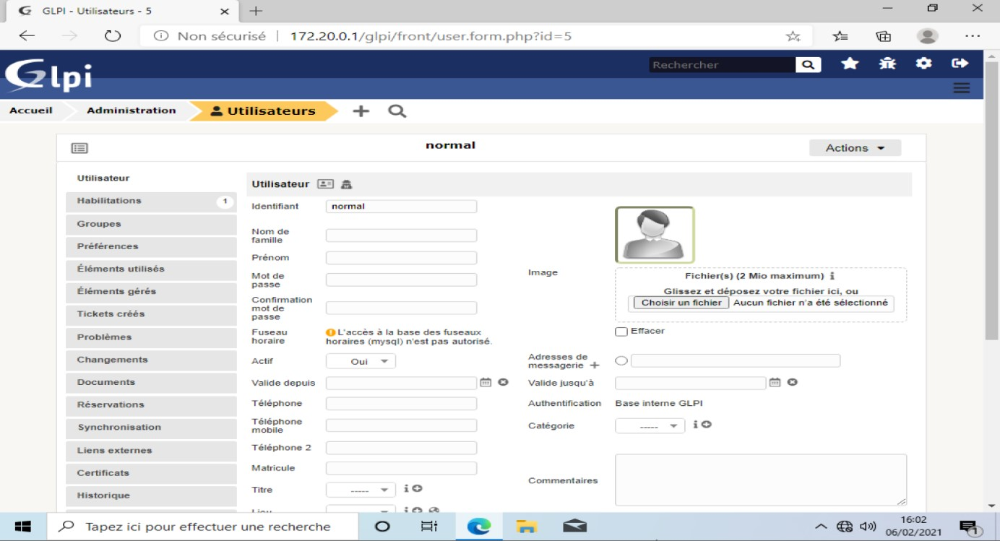 GLPI - Utilisateurs - 5
Non sécurisé | 172.20.0.1/glpi/front/user.form.php?id=5
Glpi
Rechercher
Accueil
Administration
Utilisateurs
normal
Actions
Utilisateur
Habilitations 1
Groupes
Préférences
Éléments utilisés
Éléments gérés
Tickets créés
Problèmes
Changements
Documents
Réservations
Synchronisation
Liens externes
Certificats
Historique
Utilisateur
Identifiant normal
Nom de
famille
Prénom
Mot de
passe
Confirmation
mot de
passe
Fuseau
horaire
L'accès à la base des fuseaux
horaires (mysql) n'est pas autorisé.
Actif Oui
Valide depuis
Téléphone
Téléphone
mobile
Téléphone 2
Matricule
Titre -----
Lieu
Image
Fichier(s) (2 Mio maximum)
Glissez et déposez votre fichier ici, ou
Choisir un fichier Aucun fichier n'a été sélectionné
Effacer
Adresses de
messagerie
Valide jusqu'à
Authentification Base interne GLPI
Catégorie -----
Commentaires
Tapez ici pour effectuer une recherche
16:02
06/02/2021
1